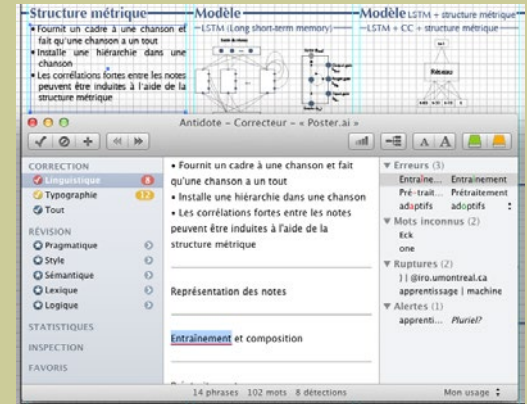 Structure métrique
Modèle
Modèle LSTM + structure métrique
LSTM (Long short-term memory)
LSTM + CC + structure métrique
• Fournit un cadre à une chanson et
fait qu'une chanson a un tout
• Installe une hiérarchie dans une
chanson
• Les corrélations fortes entre les notes
peuvent être induites à l'aide de la
structure métrique
Réseau
Antidote – Correcteur – « Poster.ai »
A A
CORRECTION
Linguistique 8
Typographie 12
Tout
RÉVISION
Pragmatique
Style
Sémantique
Lexique
Logique
STATISTIQUES
INSPECTION
FAVORIS
• Fournit un cadre à une chanson et fait
qu'une chanson a un tout
• Installe une hiérarchie dans une chanson
• Les corrélations fortes entre les notes
peuvent être induites à l'aide de la
structure métrique
Représentation des notes
Entraînement et composition
Erreurs (3)
Entraîne... Entrainement
Pré-trait... Prétraitement
adaptifs adoptifs
Mots inconnus (2)
Eck
one
Ruptures (2)
} | @iro.umontreal.ca
apprentissage | machine
Alertes (1)
apprenti... Pluriel?
14 phrases 102 mots 8 détections
Mon usage